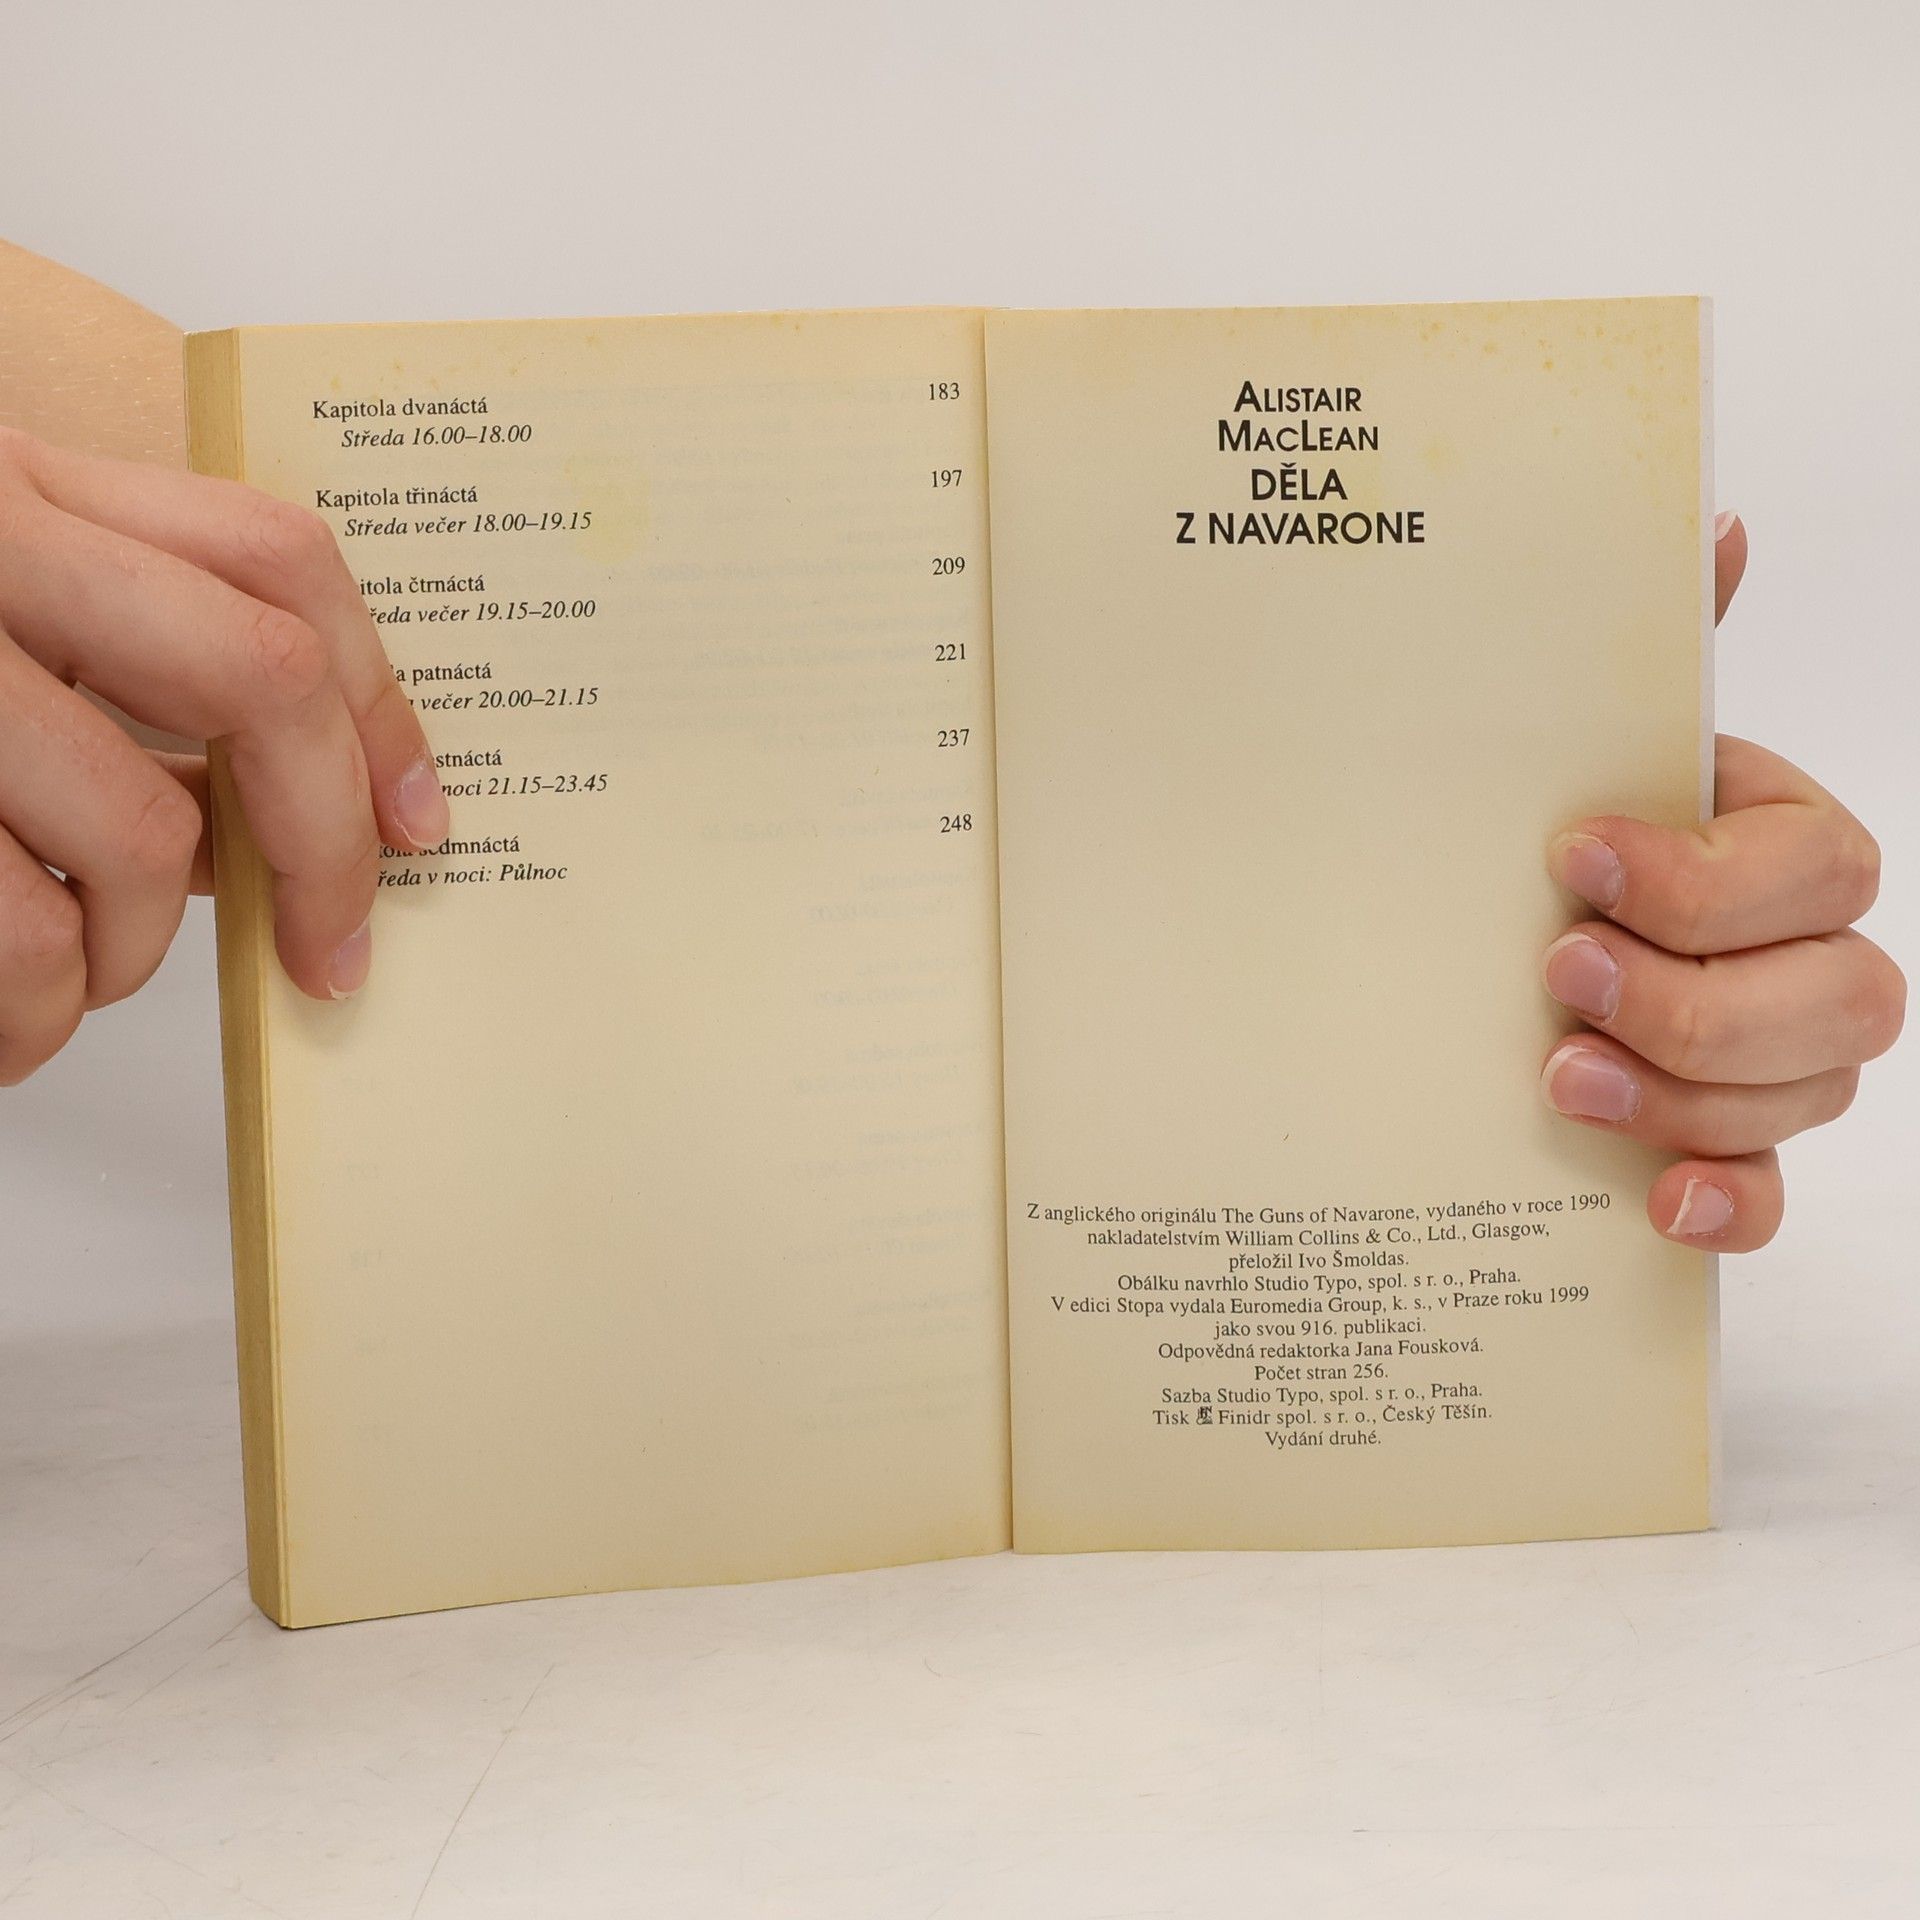 Kapitola dvanáctá 183
Středa 16.00–18.00
Kapitola třináctá 197
Středa večer 18.00–19.15
čtrnáctá 209
večer 19.15–20.00
patnáctá 221
večer 20.00–21.15
237
noci 21.15–23.45
sedmnáctá 248
v noci: Půlnoc
ALISTAIR
MACLEAN
DĚLA
Z NAVARONE
Z anglického originálu The Guns of Navarone, vydaného v roce 1990
nakladatelstvím William Collins & Co., Ltd., Glasgow,
přeložil Ivo Šmoldas.
Obálku navrhlo Studio Typo, spol. s r. o., Praha.
V edici Stopa vydala Euromedia Group, k. s., v Praze roku 1999
jako svou 916. publikaci.
Odpovědná redaktorka Jana Fousková.
Počet stran 256.
Sazba Studio Typo, spol. s r. o., Praha.
Tisk Finidr spol. s r. o., Český Těšín.
Vydání druhé.